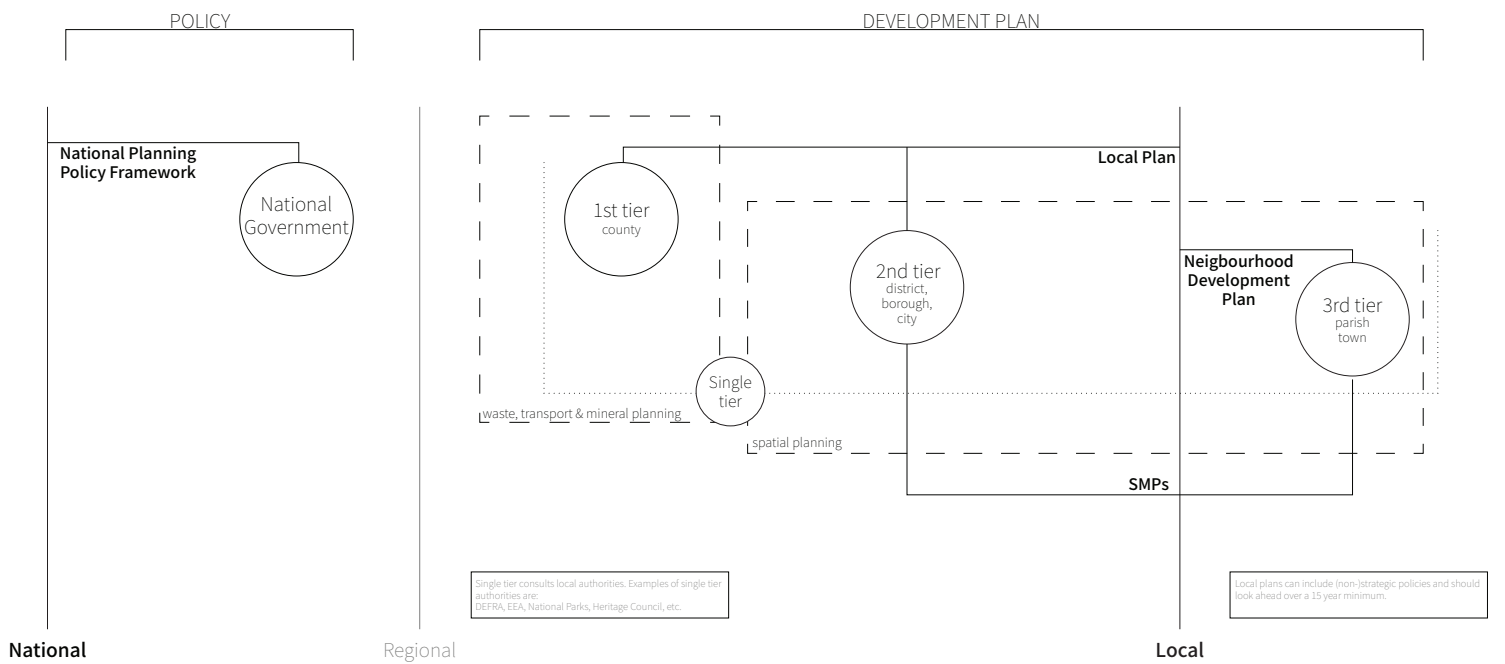 POLICY
DEVELOPMENT PLAN
National Planning
Policy Framework
National
Government
1st tier
county
Local Plan
2nd tier
district,
borough,
city
Neigbourhood
Development
Plan
3rd tier
parish
town
Single
tier
waste, transport & mineral planning
spatial planning
SMPs
Single tier consults local authorities. Examples of single tier
authorities are:
DEFRA, EEA, National Parks, Heritage Council, etc.
Local plans can include (non-)strategic policies and should
look ahead over a 15 year minimum.
National
Regional
Local